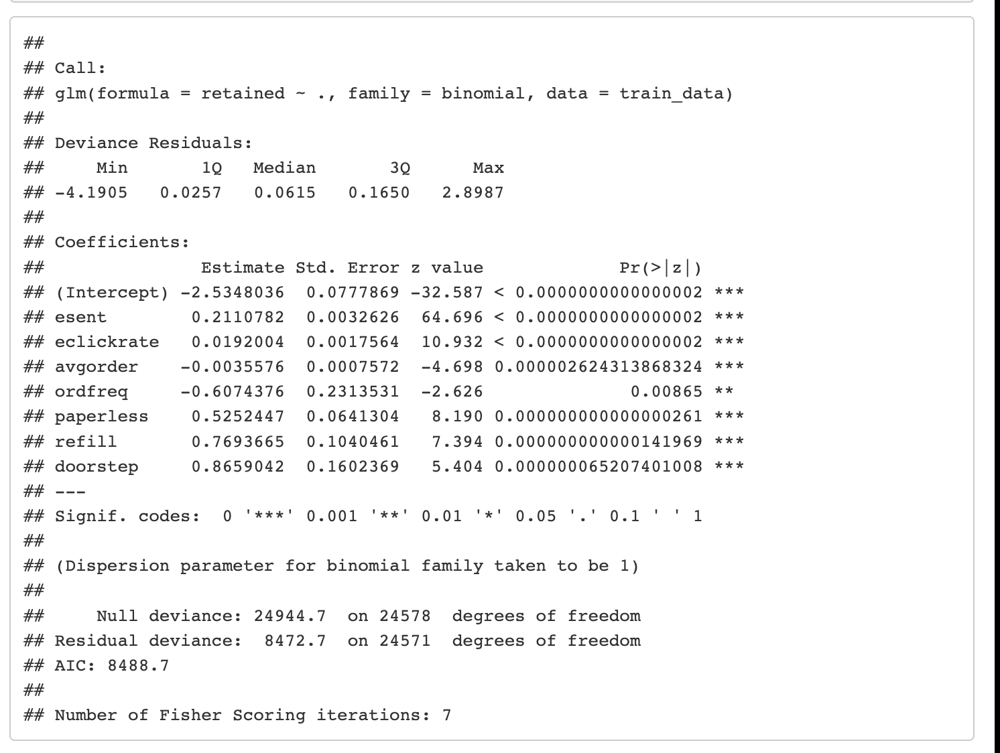 ##
## Call:
## glm(formula = retained ~ ., family = binomial, data = train_data)
##
## Deviance Residuals:
##     Min       1Q   Median       3Q      Max
## -4.1905   0.0257   0.0615   0.1650   2.8987
##
## Coefficients:
##               Estimate Std. Error z value             Pr(>|z|)
## (Intercept) -2.5348036  0.0777869 -32.587 < 0.0000000000000002 ***
## esent        0.2110782  0.0032626  64.696 < 0.0000000000000002 ***
## eclickrate   0.0192004  0.0017564  10.932 < 0.0000000000000002 ***
## avgorder    -0.0035576  0.0007572  -4.698 0.000002624313868324 ***
## ordfreq     -0.6074376  0.2313531  -2.626              0.00865 **
## paperless    0.5252447  0.0641304   8.190 0.000000000000000261 ***
## refill       0.7693665  0.1040461   7.394 0.000000000000141969 ***
## doorstep     0.8659042  0.1602369   5.404 0.000000065207401008 ***
## ---
## Signif. codes:  0 '***' 0.001 '**' 0.01 '*' 0.05 '.' 0.1 ' ' 1
##
## (Dispersion parameter for binomial family taken to be 1)
##
##     Null deviance: 24944.7  on 24578  degrees of freedom
## Residual deviance:  8472.7  on 24571  degrees of freedom
## AIC: 8488.7
##
## Number of Fisher Scoring iterations: 7